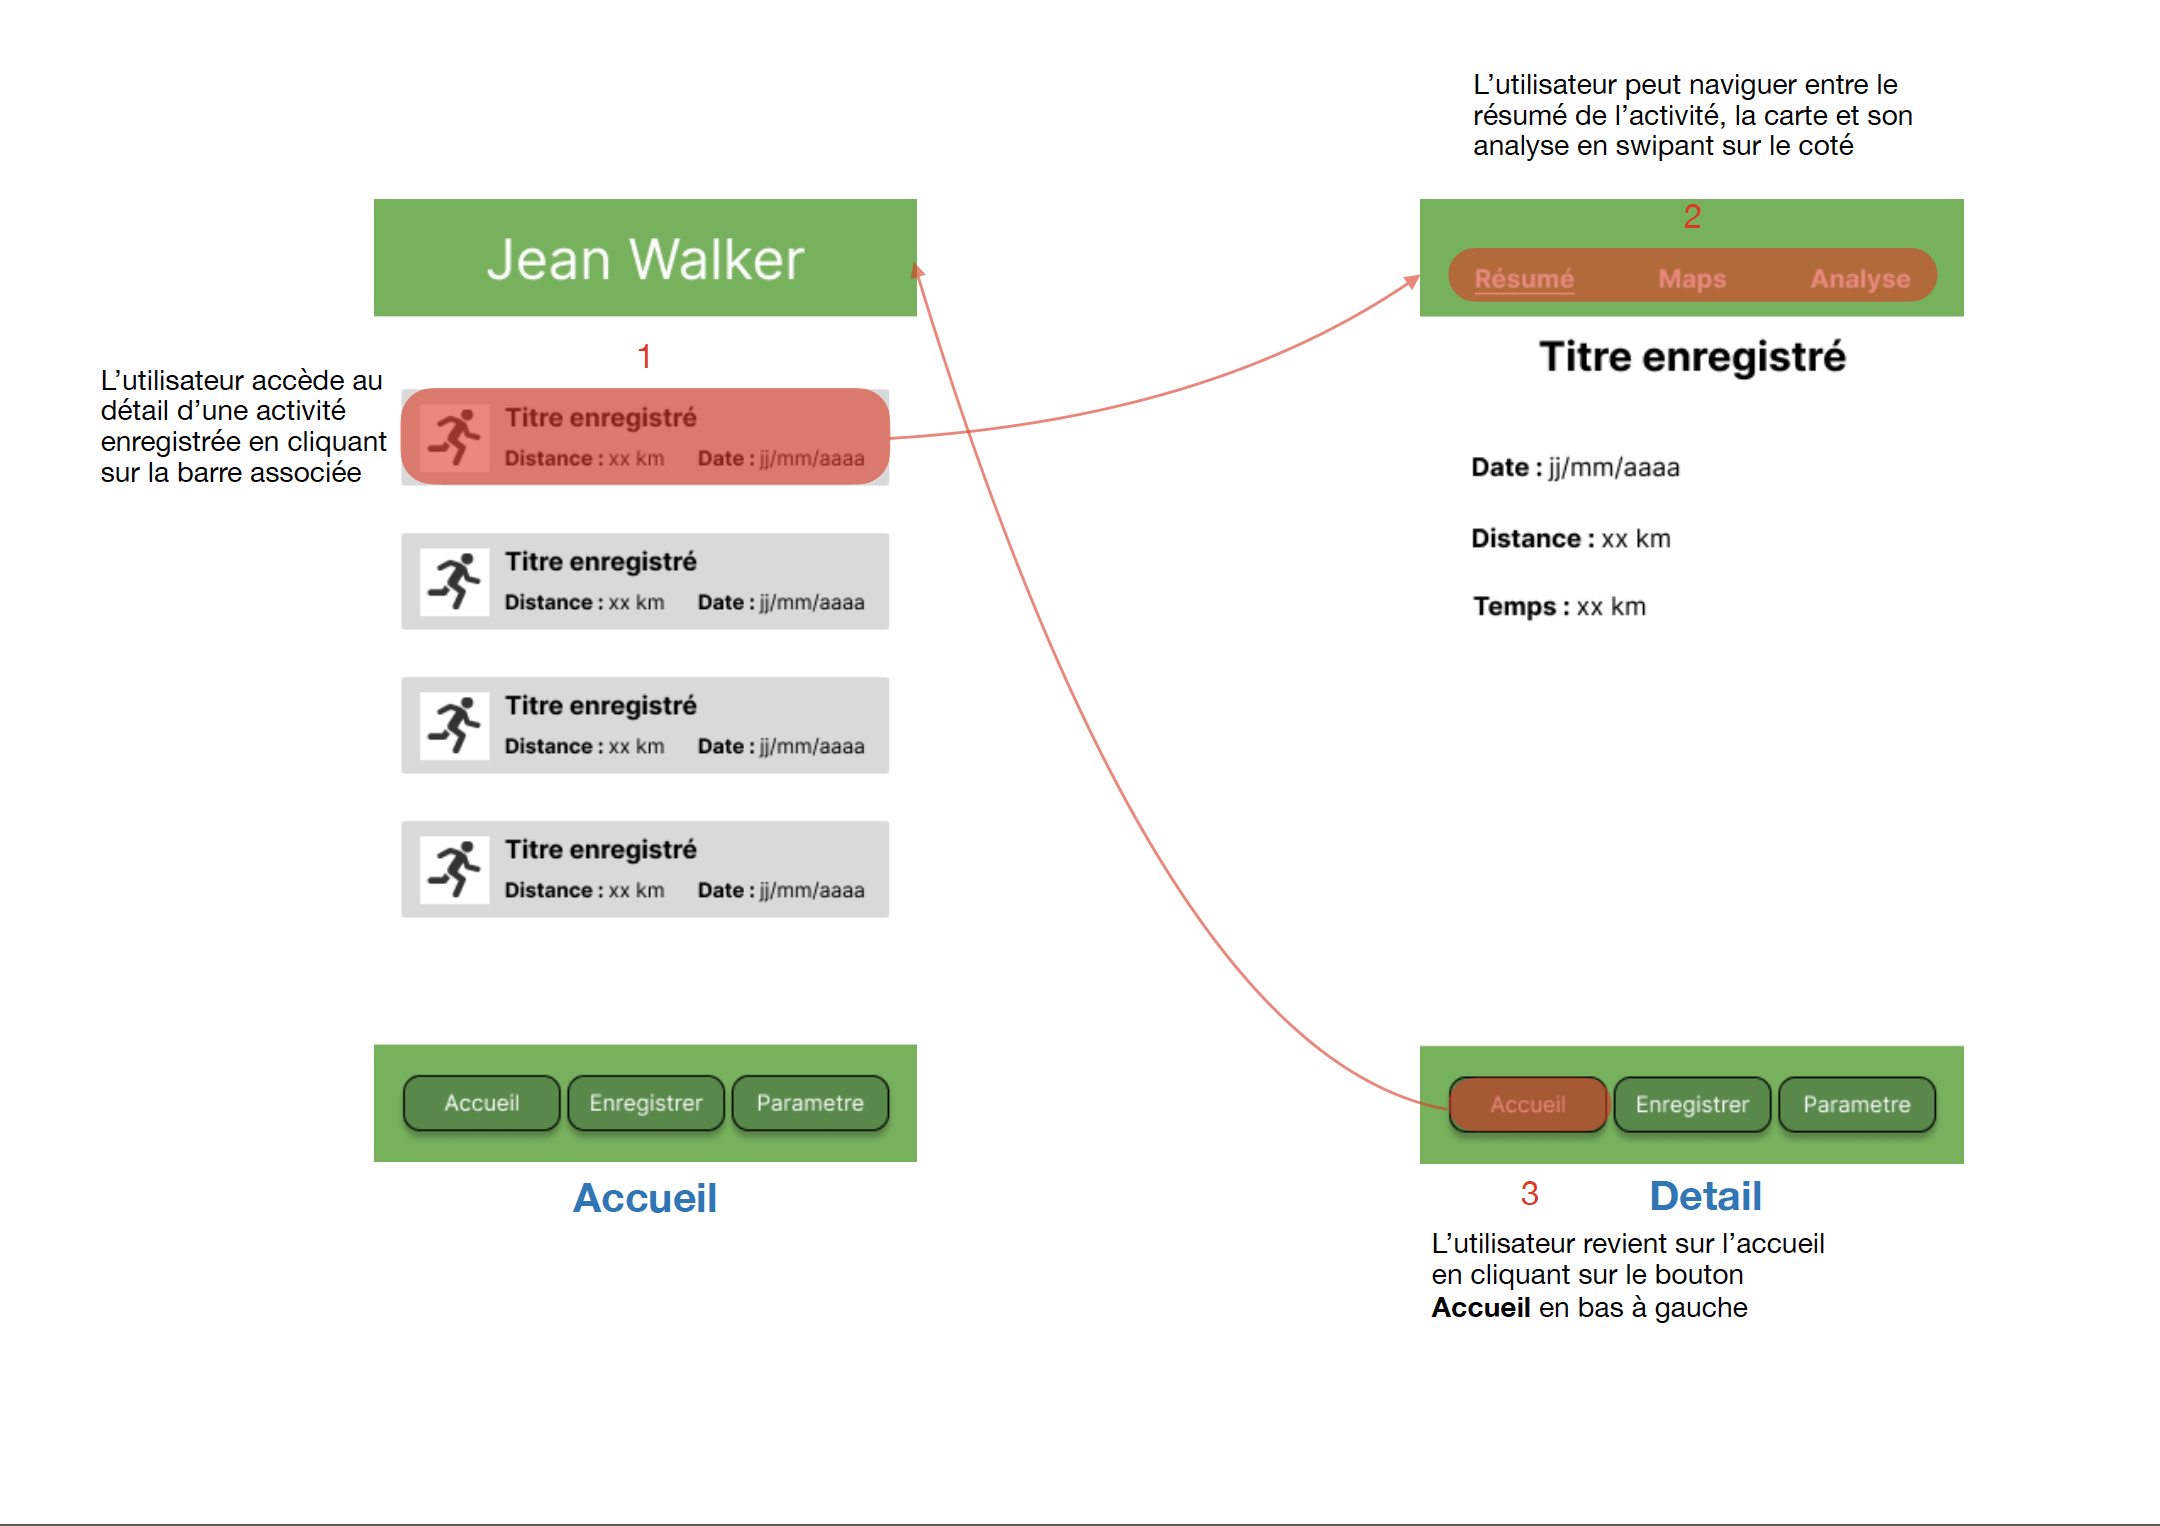 L'utilisateur peut naviguer entre le
résumé de l'activité, la carte et son
analyse en swipant sur le coté
Jean Walker
2
Résumé Maps Analyse
1
Titre enregistré
L'utilisateur accède au
détail d'une activité
enregistrée en cliquant
sur la barre associée
Titre enregistré
Distance : xx km Date : jj/mm/aaaa
Titre enregistré
Distance : xx km Date : jj/mm/aaaa
Titre enregistré
Distance : xx km Date : jj/mm/aaaa
Titre enregistré
Distance : xx km Date : jj/mm/aaaa
Date : jj/mm/aaaa
Distance : xx km
Temps : xx km
Accueil Enregistrer Parametre
Accueil
Accueil Enregistrer Parametre
3
Detail
L'utilisateur revient sur l'accueil
en cliquant sur le bouton
Accueil en bas à gauche